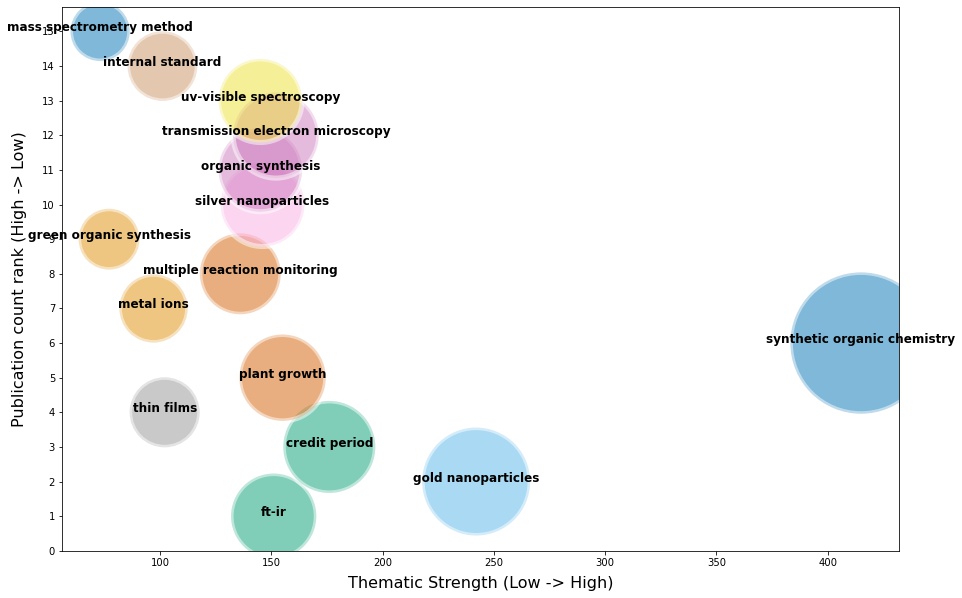 mass spectrometry method
15
internal standard
14
uv-visible spectroscopy
13
transmission electron microscopy
12
organic synthesis
11
silver nanoparticles
10
green organic synthesis
9
multiple reaction monitoring
8
metal ions
7
synthetic organic chemistry
6
plant growth
5
thin films
4
credit period
3
gold nanoparticles
2
ft-ir
1
0
Publication count rank (High -> Low)
100 150 200 250 300 350 400
Thematic Strength (Low -> High)